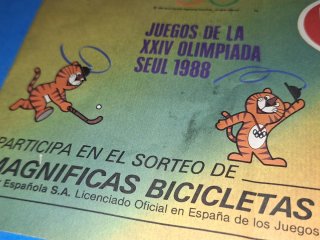 JUEGOS DE LA
XXIV OLIMPIADA
SEUL 1988
PARTICIPA EN EL SORTEO DE
MAGNIFICAS BICICLETAS
Española S.A. Licenciado Oficial en España de los Juegos